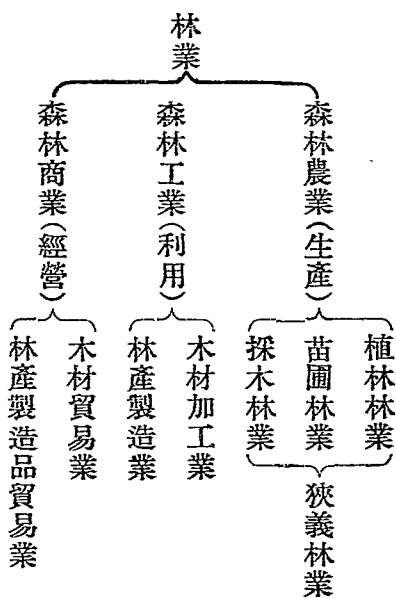 林業
森林農業(生產)
植林林業
苗圃林業
採木林業
狹義林業
森林工業(利用)
木材加工業
林產製造業
森林商業(經營)
木材貿易業
林產製造品貿易業